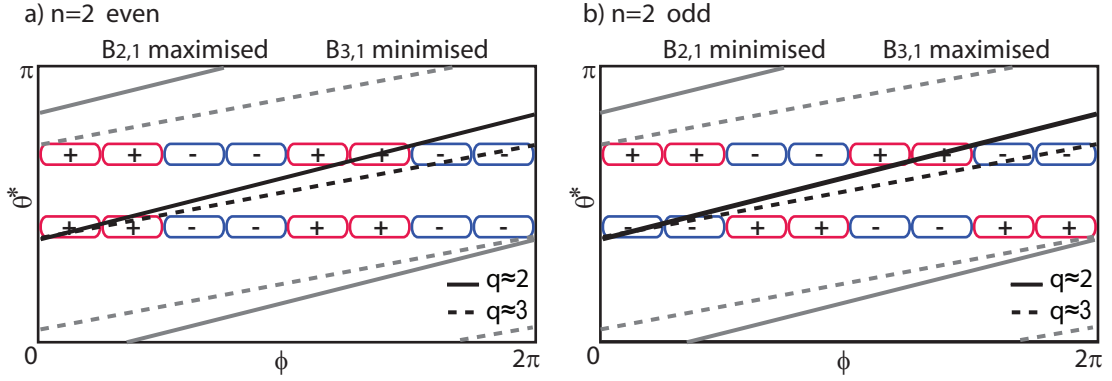 a) n=2 even
B2,1 maximised B3,1 minimised
π
+ + - - + + - -
θ*
+ + - - + + - -
q≈2
q≈3
0 ϕ 2π
b) n=2 odd
B2,1 minimised B3,1 maximised
π
+ + - - + + - -
θ*
- - + + - - + +
q≈2
q≈3
0 ϕ 2π